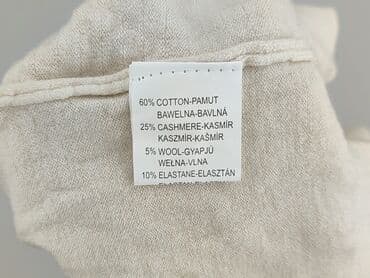 60% COTTON-PAMUT
BAWEŁNA-BAVLNÁ
25% CASHMERE-KASMÍR
KASZMIR-KAŠMÍR
5% WOOL-GYAPJÚ
WEŁNA-VLNA
10% ELASTANE-ELASZTÁN